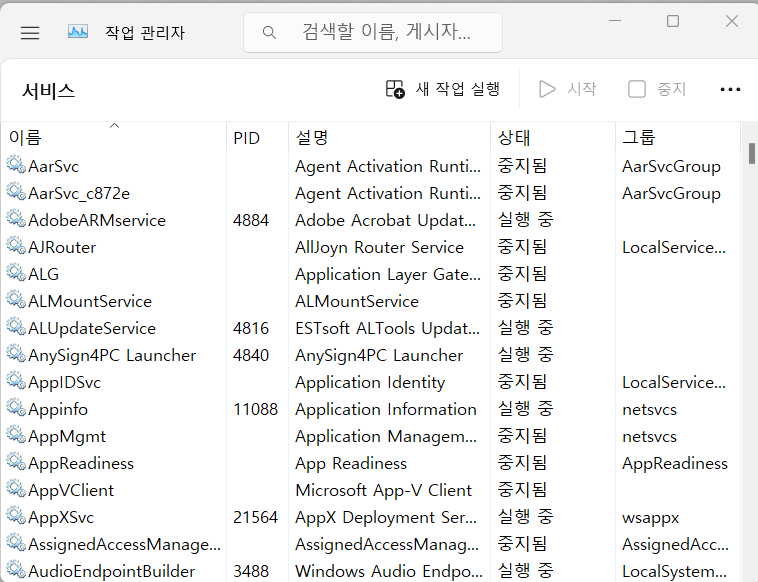 작업 관리자 검색할 이름, 게시자...
서비스 새 작업 실행 시작 중지
이름 PID 설명 상태 그룹
AarSvc Agent Activation Runti... 중지됨 AarSvcGroup
AarSvc_c872e Agent Activation Runti... 중지됨 AarSvcGroup
AdobeARMservice 4884 Adobe Acrobat Updat... 실행 중
AJRouter AllJoyn Router Service 중지됨 LocalService...
ALG Application Layer Gate... 중지됨
ALMountService ALMountService 중지됨
ALUpdateService 4816 ESTsoft ALTools Updat... 실행 중
AnySign4PC Launcher 4840 AnySign4PC Launcher 실행 중
AppIDSvc Application Identity 중지됨 LocalService...
Appinfo 11088 Application Information 실행 중 netsvcs
AppMgmt Application Managem... 중지됨 netsvcs
AppReadiness App Readiness 중지됨 AppReadiness
AppVClient Microsoft App-V Client 중지됨
AppXSvc 21564 AppX Deployment Ser... 실행 중 wsappx
AssignedAccessManage... AssignedAccessManag... 중지됨 AssignedAcc...
AudioEndpointBuilder 3488 Windows Audio Endpo... 실행 중 LocalSystem...